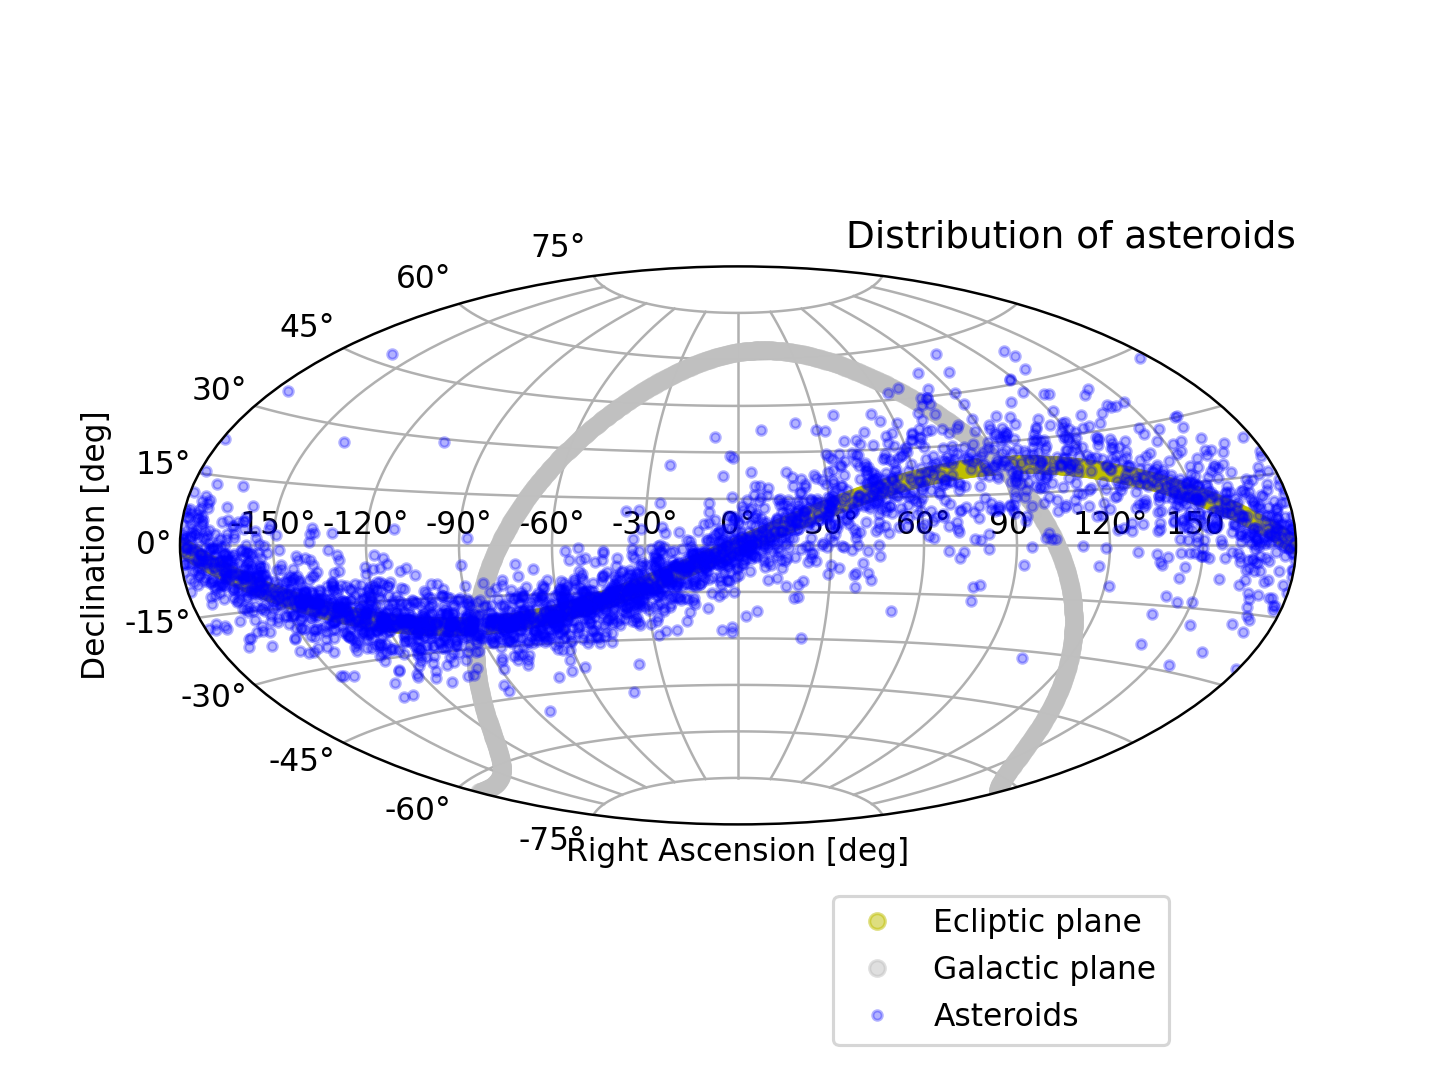 Distribution of asteroids
75°
60°
45°
30°
15°
0°
-15°
-30°
-45°
-60°
-75°
-150° -120° -90° -60° -30° 0° 30° 60° 90 120° 150
Declination [deg]
Right Ascension [deg]
Ecliptic plane
Galactic plane
Asteroids